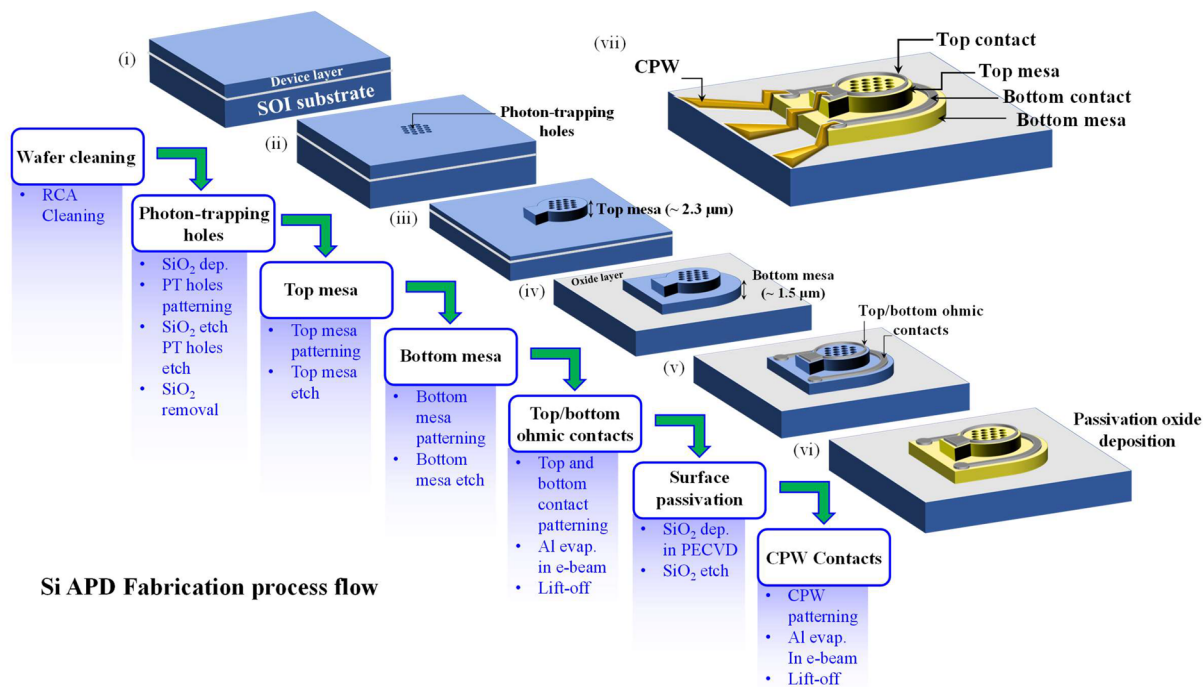 (i)
Device layer
SOI substrate
(ii)
Photon-trapping
holes
(iii)
Top mesa (~ 2.3 μm)
(iv)
Oxide layer
Bottom mesa
(~ 1.5 μm)
(v)
Top/bottom ohmic
contacts
(vi)
Passivation oxide
deposition
(vii)
CPW
Top contact
Top mesa
Bottom contact
Bottom mesa
Wafer cleaning
• RCA
Cleaning
Photon-trapping
holes
• SiO₂ dep.
• PT holes
patterning
• SiO₂ etch
PT holes
etch
• SiO₂
removal
Top mesa
• Top mesa
patterning
• Top mesa
etch
Bottom mesa
• Bottom
mesa
patterning
• Bottom
mesa etch
Top/bottom
ohmic contacts
• Top and
bottom
contact
patterning
• Al evap.
in e-beam
• Lift-off
Surface
passivation
• SiO₂ dep.
in PECVD
• SiO₂ etch
CPW Contacts
• CPW
patterning
• Al evap.
In e-beam
• Lift-off
Si APD Fabrication process flow